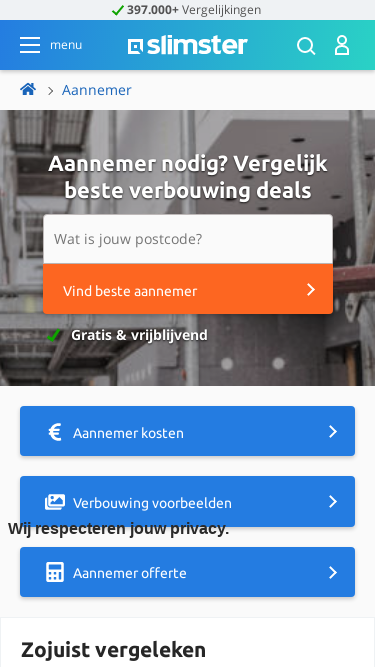 397.000+ Vergelijkingen
menu
slimster
Aannemer
Aannemer nodig? Vergelijk
beste verbouwing deals
Wat is jouw postcode?
Vind beste aannemer
Gratis & vrijblijvend
Aannemer kosten
Verbouwing voorbeelden
Wij respecteren jouw privacy.
Aannemer offerte
Zojuist vergeleken